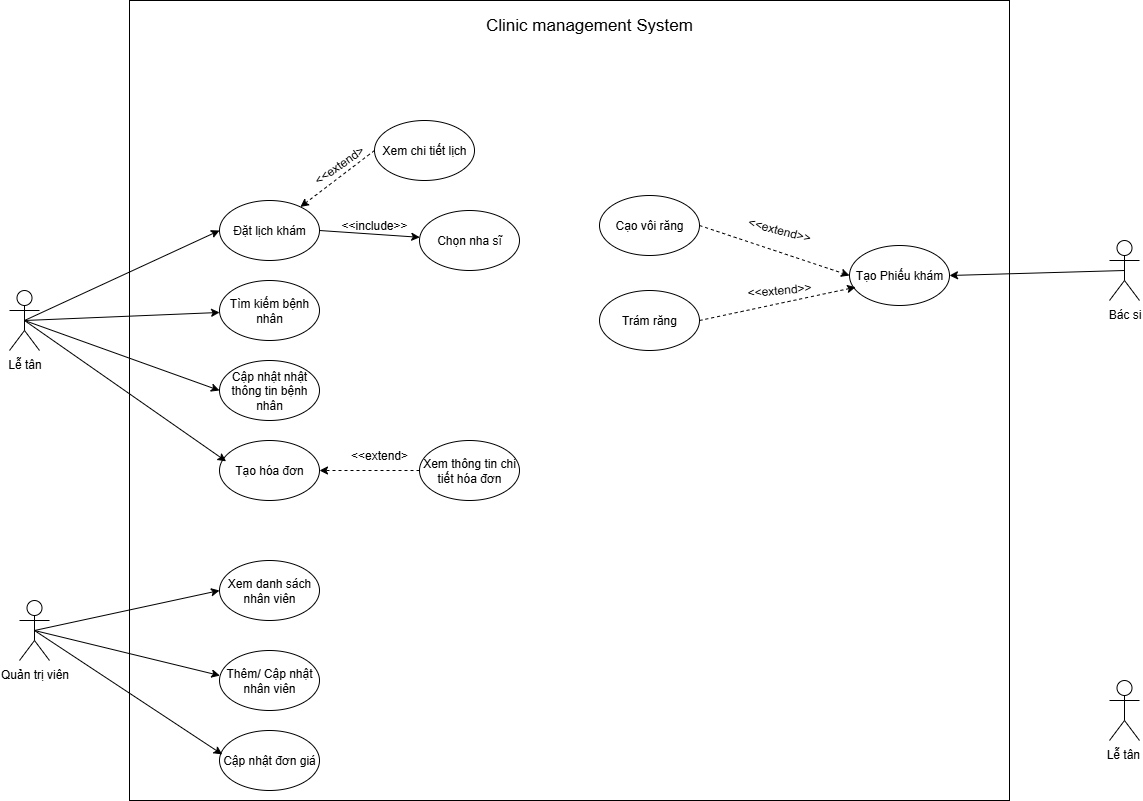 Clinic management System
Xem chi tiết lịch
<<extend>
Đặt lịch khám
<<include>>
Chọn nha sĩ
Tìm kiếm bệnh
nhân
Lễ tân
Cập nhật nhật
thông tin bệnh
nhân
Tạo hóa đơn
<<extend>
Xem thông tin chi
tiết hóa đơn
Cạo vôi răng
<<extend>>
Tạo Phiếu khám
Trám răng
<<extend>>
Bác si
Xem danh sách
nhân viên
Quản trị viên
Thêm/ Cập nhật
nhân viên
Cập nhật đơn giá
Lễ tân